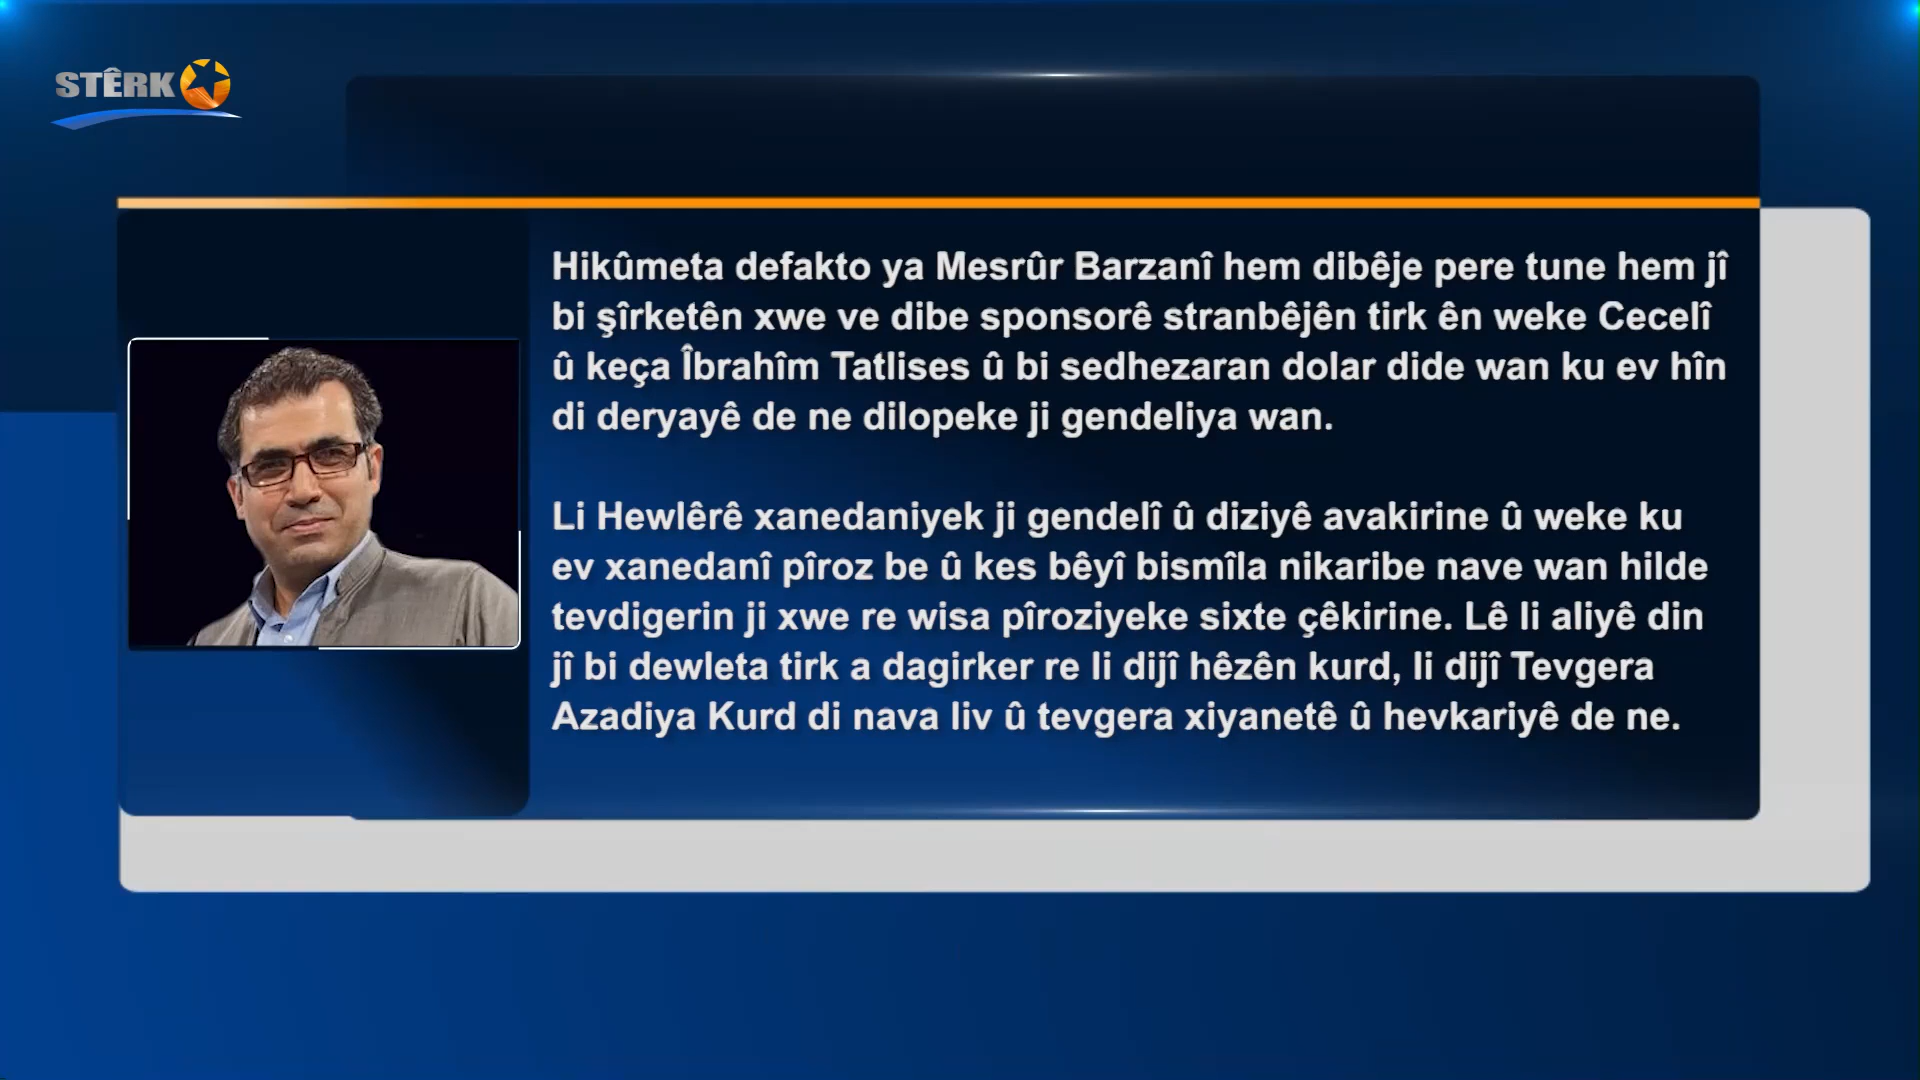 STÊRK
Hikûmeta defakto ya Mesrûr Barzanî hem dibêje pere tune hem jî
bi şîrketên xwe ve dibe sponsorê stranbêjên tirk ên weke Cecelî
û keça Îbrahîm Tatlises û bi sedhezaran dolar dide wan ku ev hîn
di deryayê de ne dilopeke ji gendeliya wan.
Li Hewlêrê xanedaniyek ji gendelî û diziyê avakirine û weke ku
ev xanedanî pîroz be û kes bêyî bismîla nikaribe nave wan hilde
tevdigerin ji xwe re wisa pîroziyeke sixte çêkirine. Lê li aliyê din
jî bi dewleta tirk a dagirker re li dijî hêzên kurd, li dijî Tevgera
Azadiya Kurd di nava liv û tevgera xiyanetê û hevkariyê de ne.